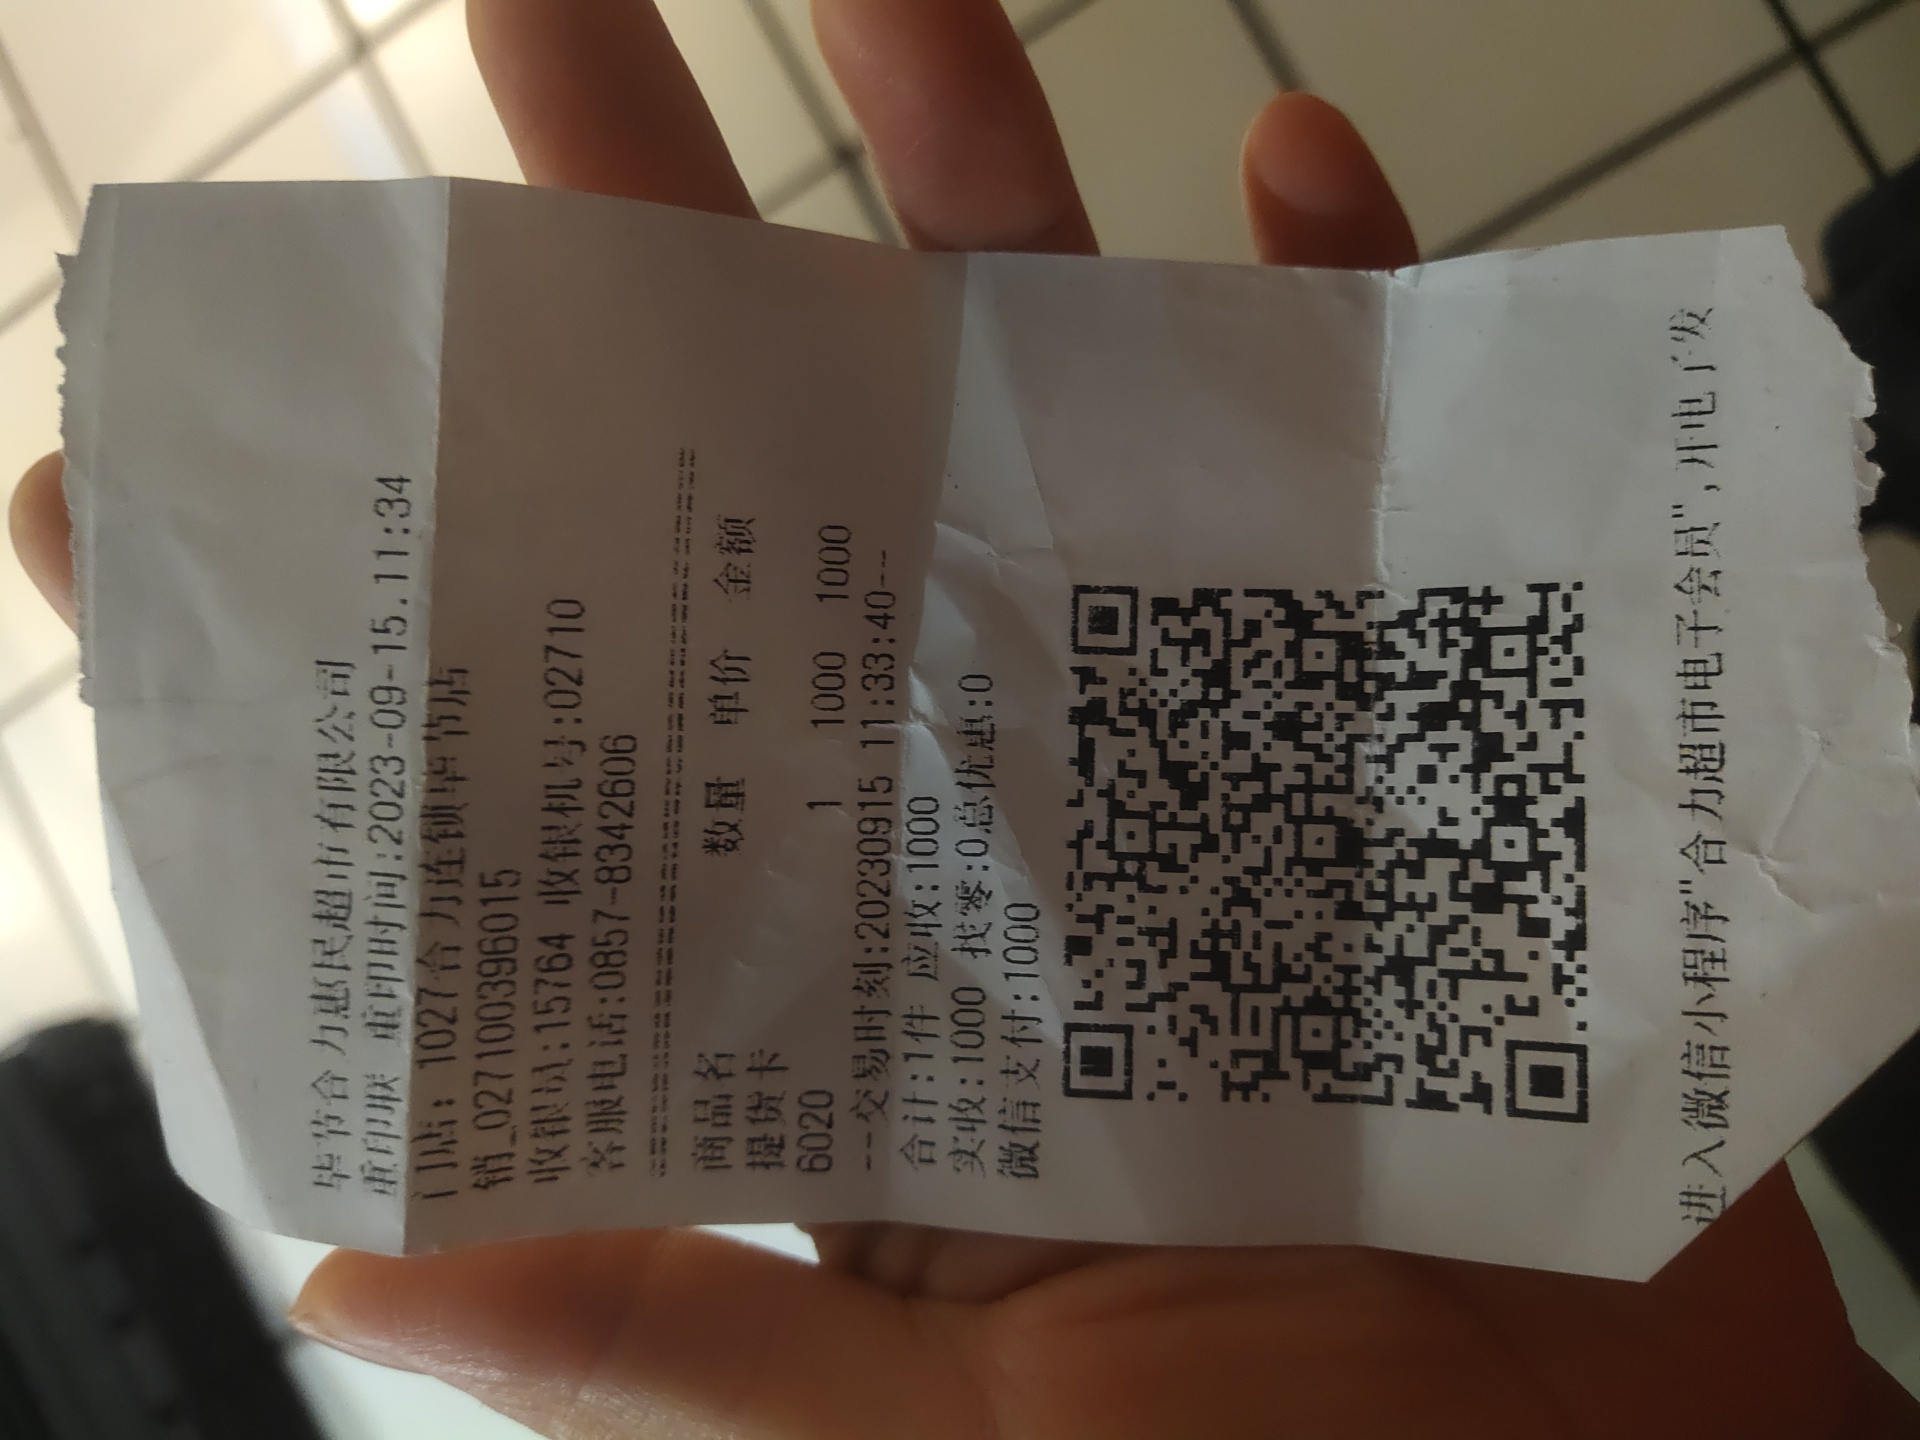 毕节合力惠民超市有限公司
重印联 重印时间:2023-09-15.11:34
门店: 1027合力连锁毕节店
销_02710039601​5
收银员:15764 收银机号:02710
客服电话:0857-8342606
商品名 数量 单价 金额
提货卡
6020 1 1000 1000
--交易时刻:20230915 11:33:40--
合计:1件 应收:1000
实收:1000 找零:0总优惠:0
微信支付:1000
进入微信小程序"合力超市电子会员",开电子发